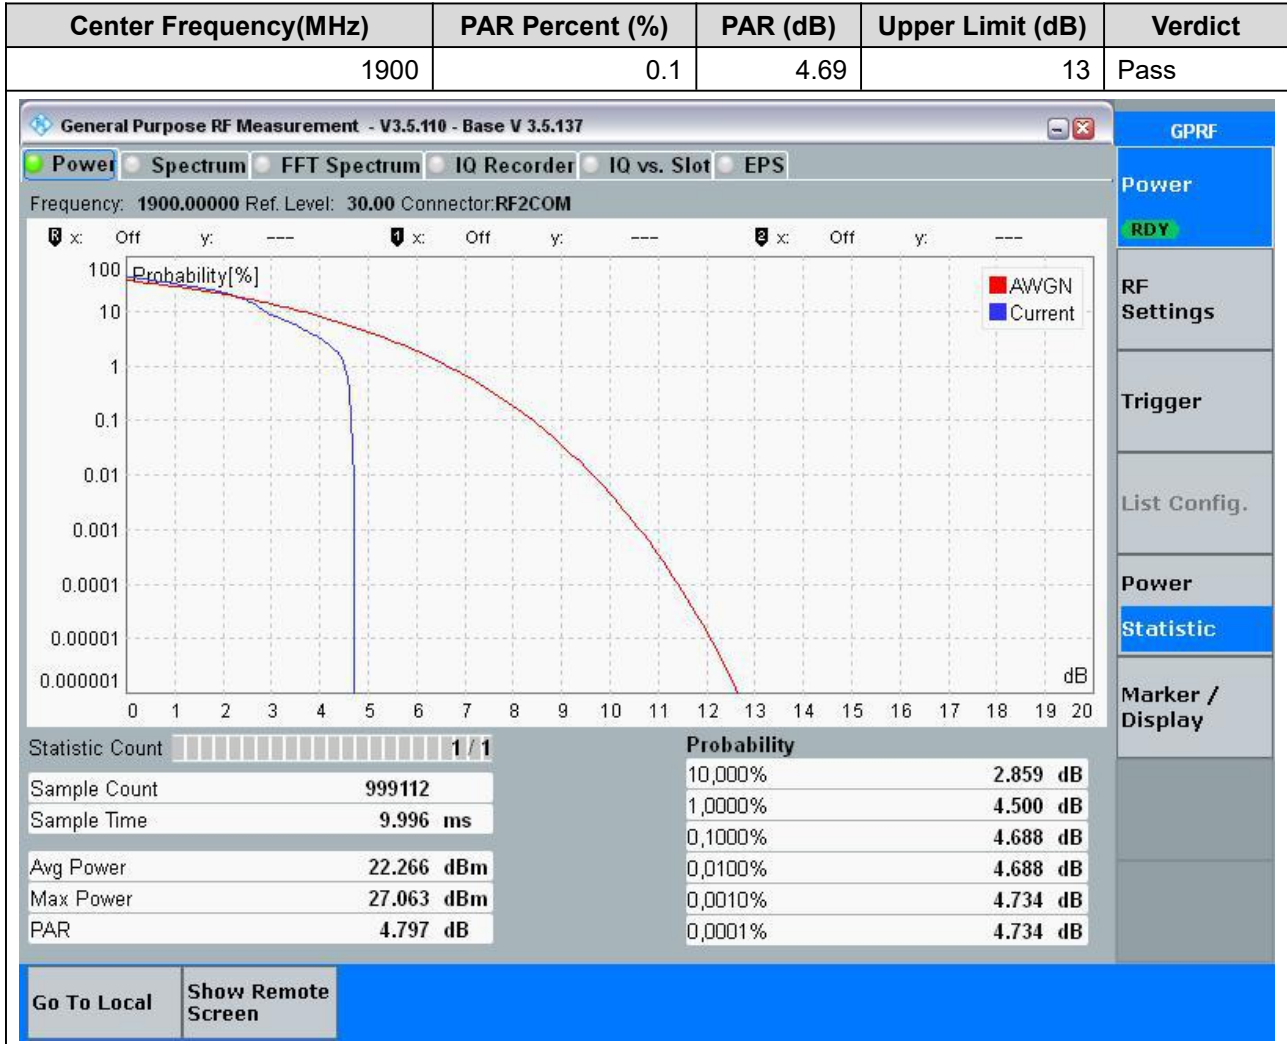 Center Frequency(MHz) PAR Percent (%) PAR (dB) Upper Limit (dB) Verdict
1900 0.1 4.69 13 Pass
General Purpose RF Measurement - V3.5.110 - Base V 3.5.137
GPRF
Power Spectrum FFT Spectrum IQ Recorder IQ vs. Slot EPS
Frequency: 1900.00000 Ref. Level: 30.00 Connector:RF2COM
R x: Off y: --- 1 x: Off y: --- 2 x: Off y: ---
Probability[%]
AWGN
Current
100
10
1
0.1
0.01
0.001
0.0001
0.00001
0.000001
dB
0 1 2 3 4 5 6 7 8 9 10 11 12 13 14 15 16 17 18 19 20
Statistic Count 1 / 1
Sample Count 999112
Sample Time 9.996 ms
Avg Power 22.266 dBm
Max Power 27.063 dBm
PAR 4.797 dB
Probability
10,000% 2.859 dB
1,0000% 4.500 dB
0,1000% 4.688 dB
0,0100% 4.688 dB
0,0010% 4.734 dB
0,0001% 4.734 dB
Power
RDY
RF
Settings
Trigger
List Config.
Power
Statistic
Marker /
Display
Go To Local
Show Remote
Screen